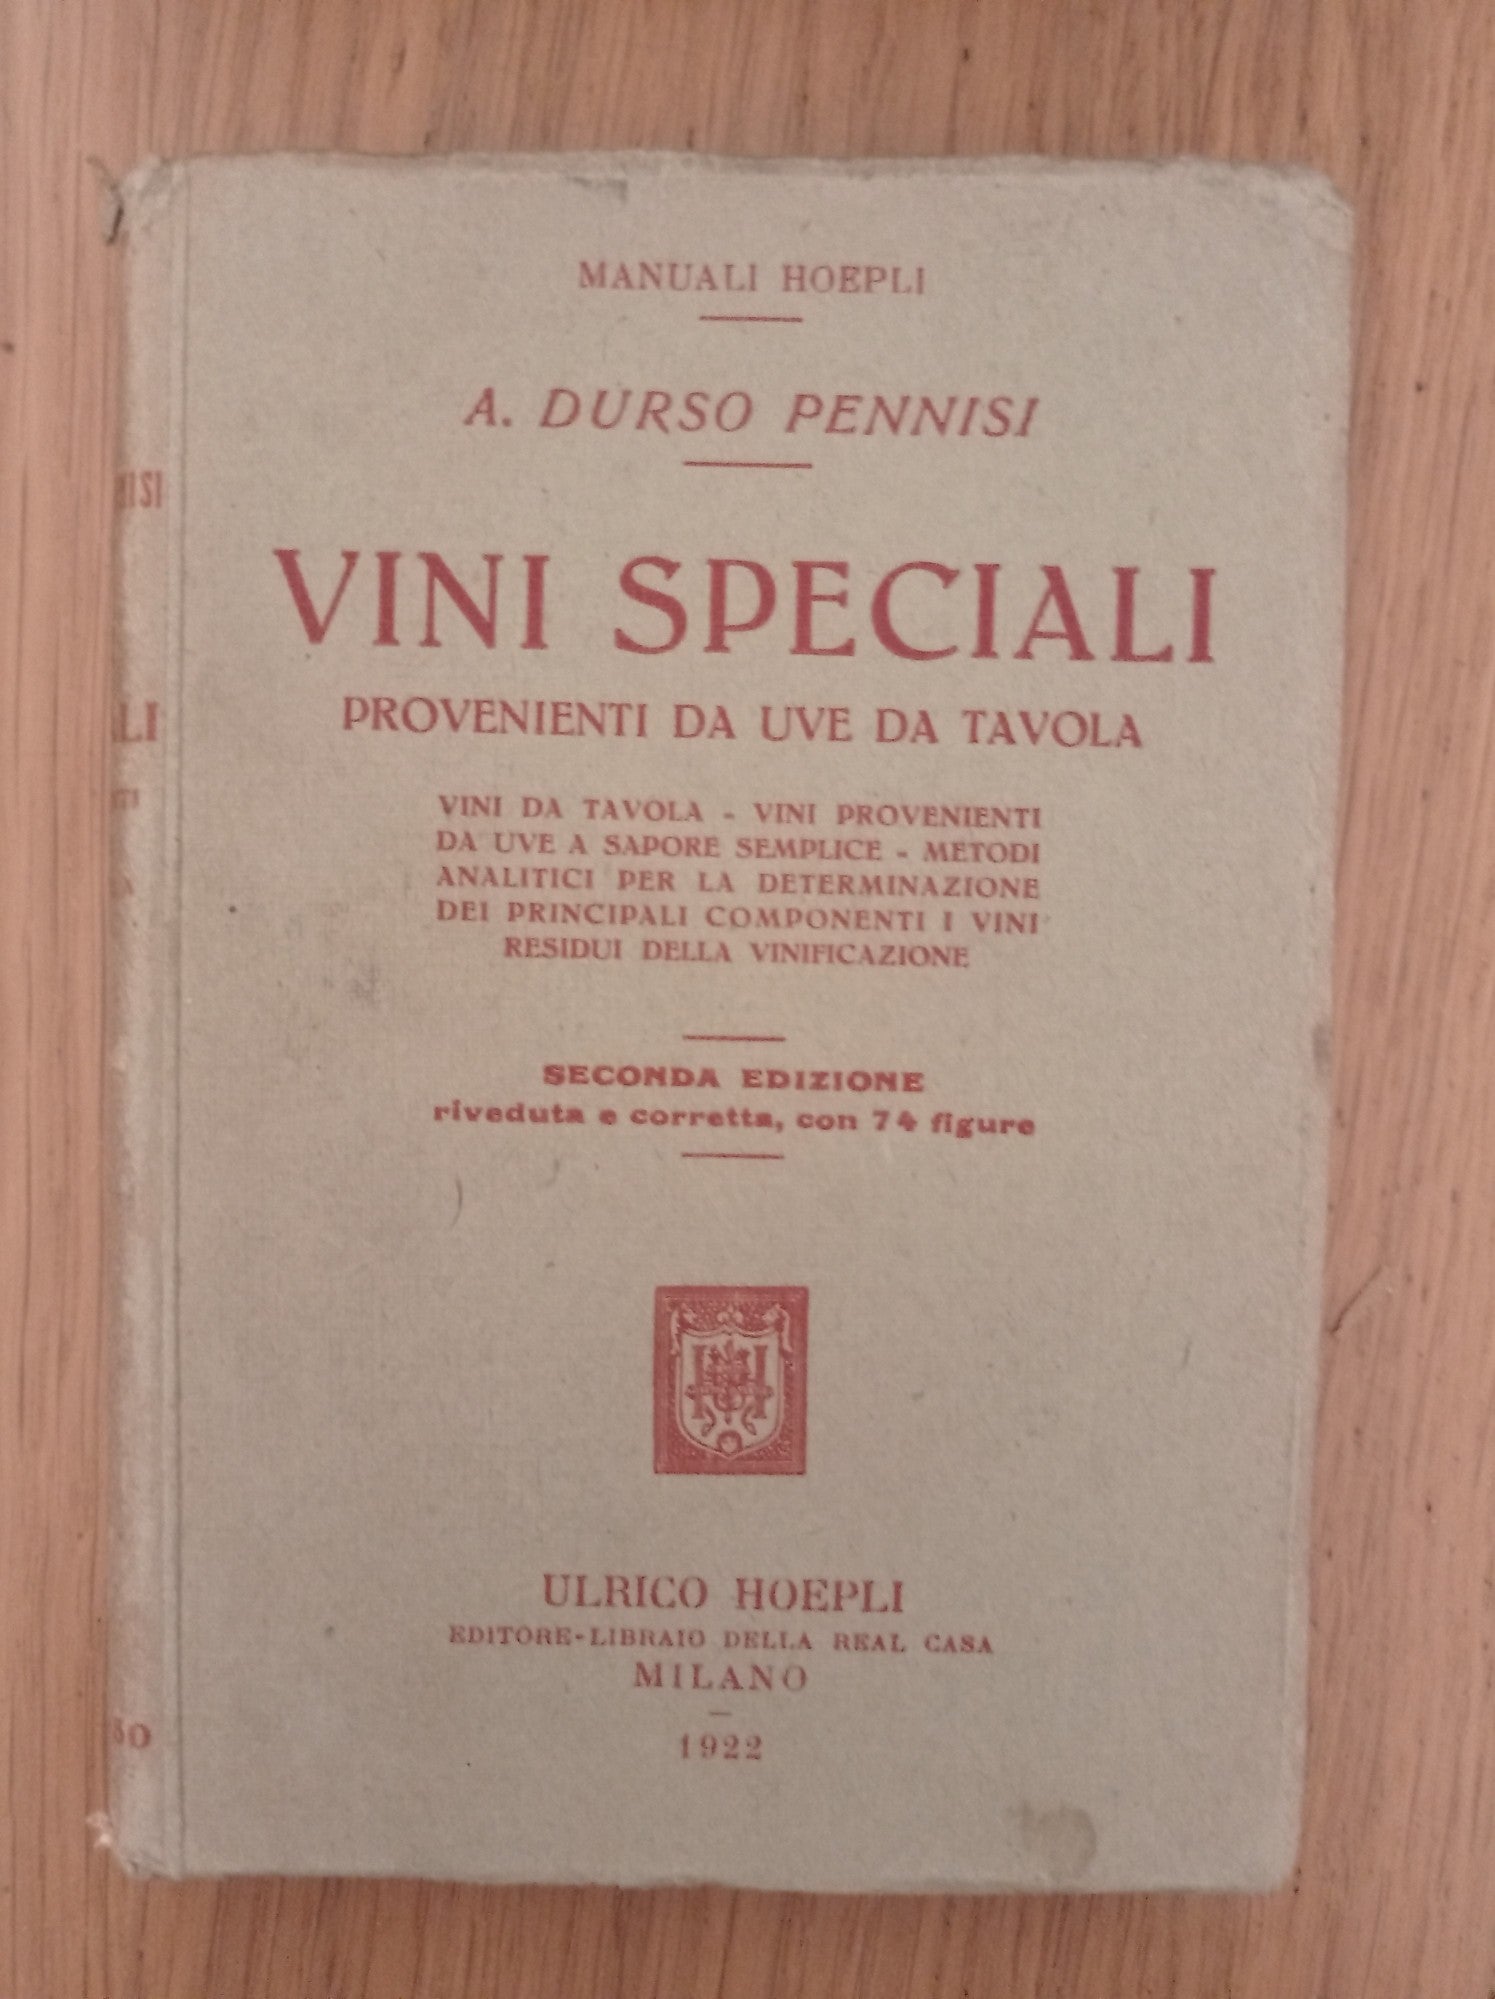 MANUALI HOEPLI
A. DURSO PENNISI
VINI SPECIALI
PROVENIENTI DA UVE DA TAVOLA
VINI DA TAVOLA - VINI PROVENIENTI
DA UVE A SAPORE SEMPLICE - METODI
ANALITICI PER LA DETERMINAZIONE
DEI PRINCIPALI COMPONENTI I VINI
RESIDUI DELLA VINIFICAZIONE
SECONDA EDIZIONE
riveduta e corretta, con 74 figure
ULRICO HOEPLI
EDITORE-LIBRAIO DELLA REAL CASA
MILANO
1922